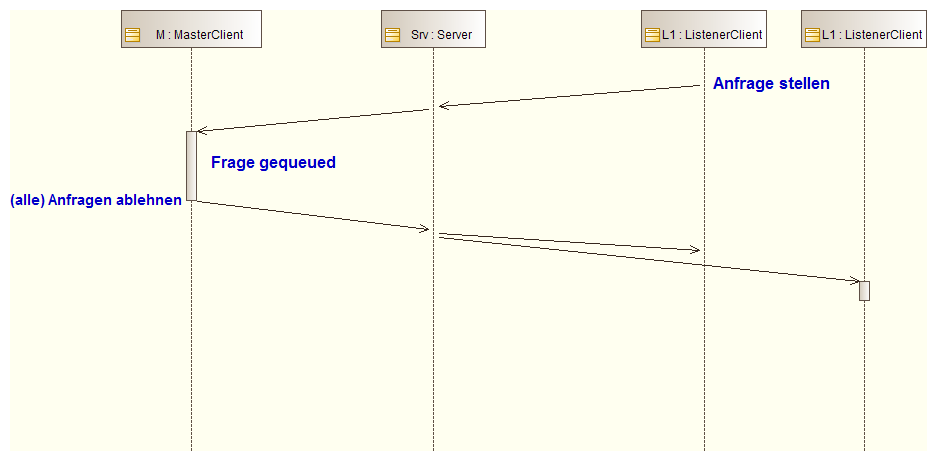 M : MasterClient
Srv : Server
L1 : ListenerClient
L1 : ListenerClient
Anfrage stellen
Frage gequeued
(alle) Anfragen ablehnen